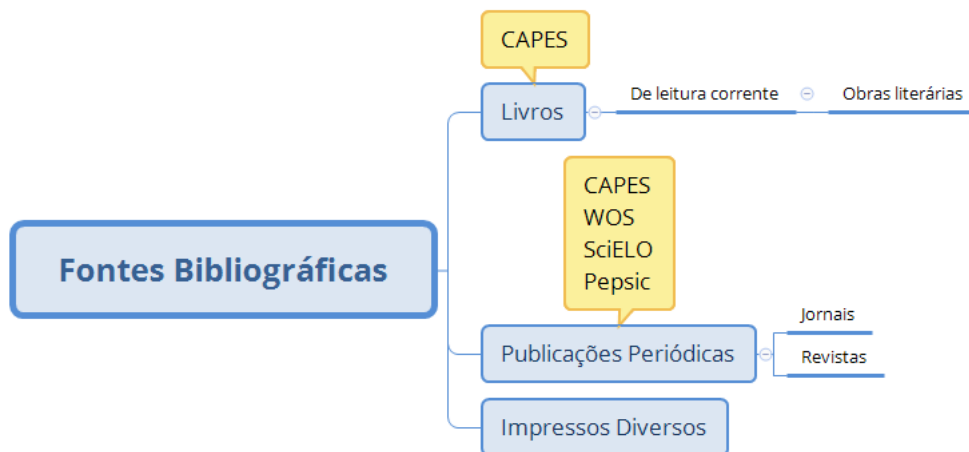 CAPES
Livros
De leitura corrente
Obras literárias
CAPES
WOS
SciELO
Pepsic
Fontes Bibliográficas
Publicações Periódicas
Jornais
Revistas
Impressos Diversos